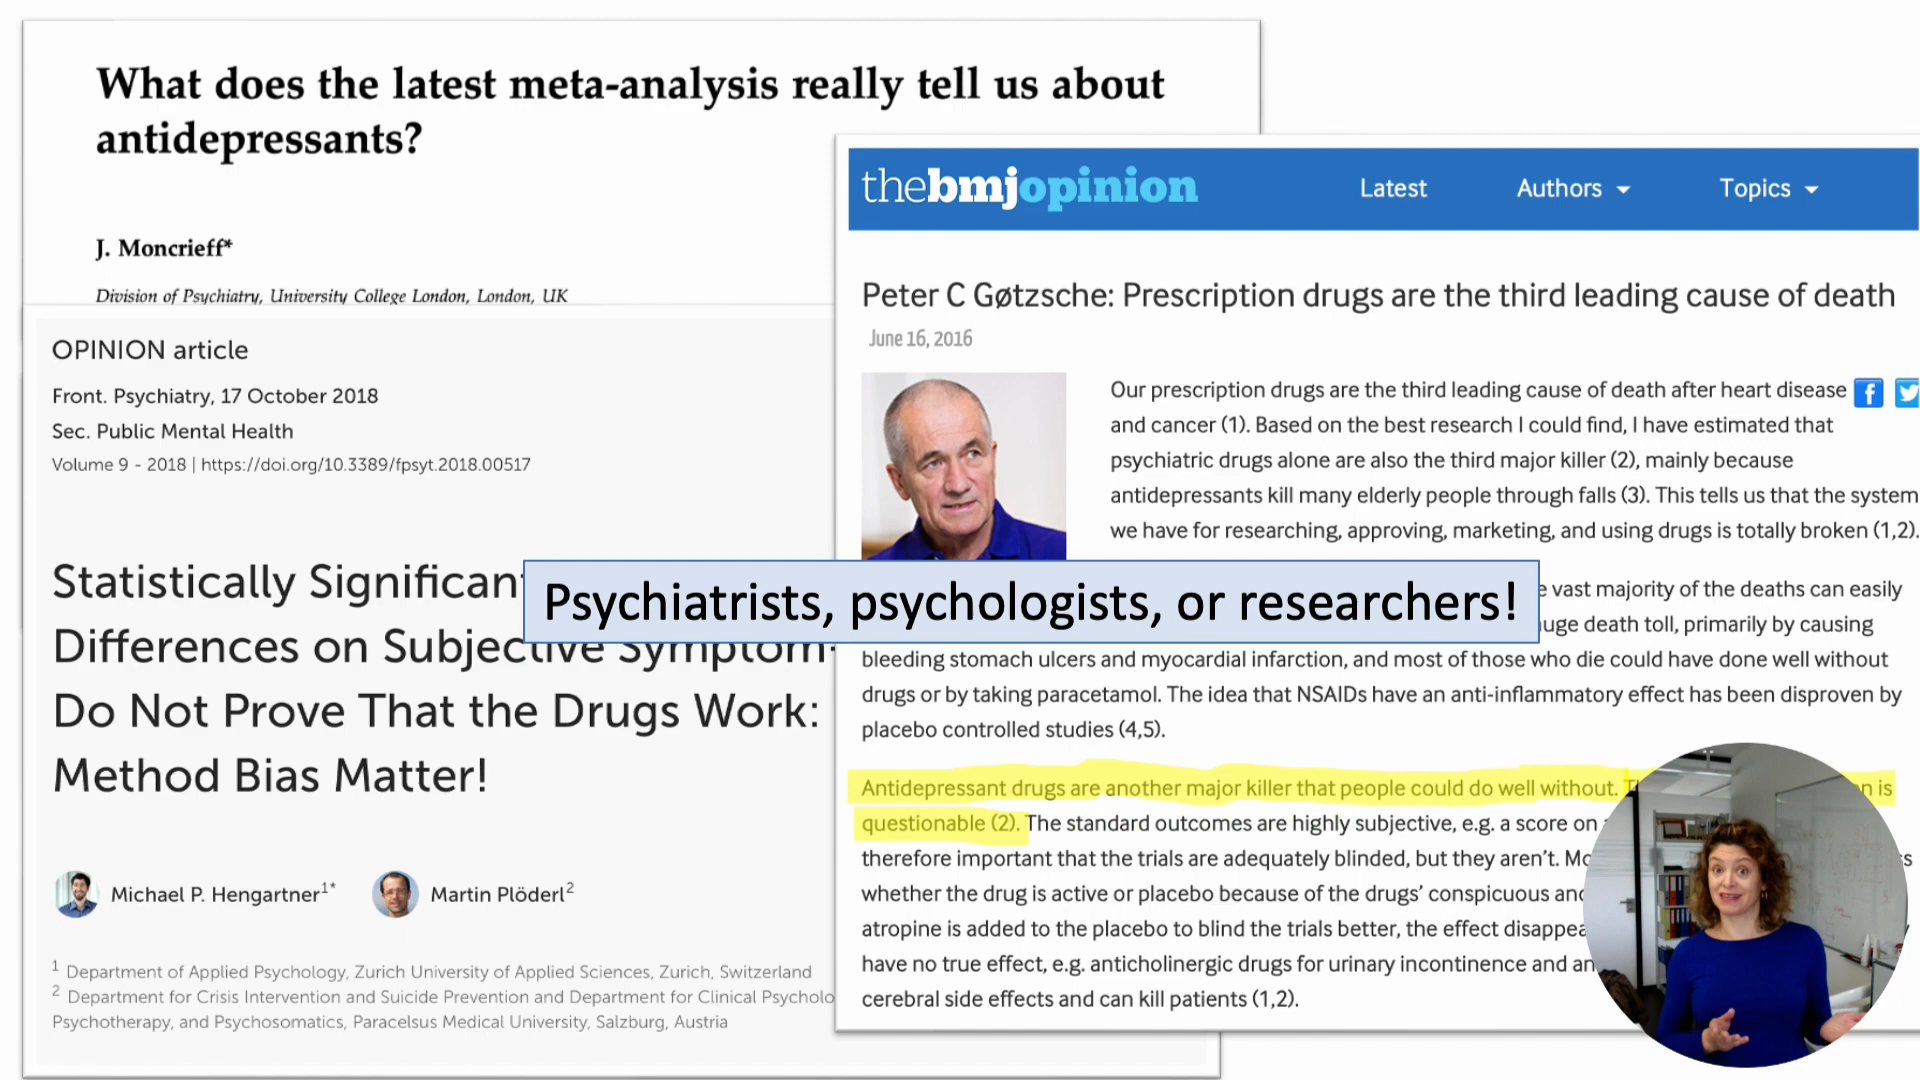 What does the latest meta-analysis really tell us about
antidepressants?
J. Moncrieff*
Division of Psychiatry, University College London, London, UK
OPINION article
Front. Psychiatry, 17 October 2018
Sec. Public Mental Health
Volume 9 - 2018 | https://doi.org/10.3389/fpsyt.2018.00517
Statistically Significant
Differences on Subjective Symptom-
Do Not Prove That the Drugs Work:
Method Bias Matter!
Michael P. Hengartner1* Martin Plöderl2
1 Department of Applied Psychology, Zurich University of Applied Sciences, Zurich, Switzerland
2 Department for Crisis Intervention and Suicide Prevention and Department for Clinical Psycholo
Psychotherapy, and Psychosomatics, Paracelsus Medical University, Salzburg, Austria
thebmjopinion Latest Authors Topics
Peter C Gøtzsche: Prescription drugs are the third leading cause of death
June 16, 2016
Our prescription drugs are the third leading cause of death after heart disease
and cancer (1). Based on the best research I could find, I have estimated that
psychiatric drugs alone are also the third major killer (2), mainly because
antidepressants kill many elderly people through falls (3). This tells us that the system
we have for researching, approving, marketing, and using drugs is totally broken (1,2).
Psychiatrists, psychologists, or researchers!
vast majority of the deaths can easily
death toll, primarily by causing
bleeding stomach ulcers and myocardial infarction, and most of those who die could have done well without
drugs or by taking paracetamol. The idea that NSAIDs have an anti-inflammatory effect has been disproven by
placebo controlled studies (4,5).
Antidepressant drugs are another major killer that people could do well without. is
questionable (2). The standard outcomes are highly subjective, e.g. a score on
therefore important that the trials are adequately blinded, but they aren’t.
whether the drug is active or placebo because of the drugs’ conspicuous
atropine is added to the placebo to blind the trials better, the effect
have no true effect, e.g. anticholinergic drugs for urinary incontinence and
cerebral side effects and can kill patients (1,2).